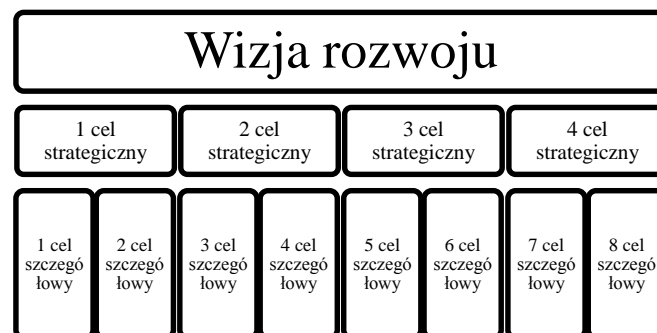 Wizja rozwoju
1 cel
strategiczny
2 cel
strategiczny
3 cel
strategiczny
4 cel
strategiczny
1 cel
szczegó
łowy
2 cel
szczegó
łowy
3 cel
szczegó
łowy
4 cel
szczegó
łowy
5 cel
szczegó
łowy
6 cel
szczegó
łowy
7 cel
szczegó
łowy
8 cel
szczegó
łowy